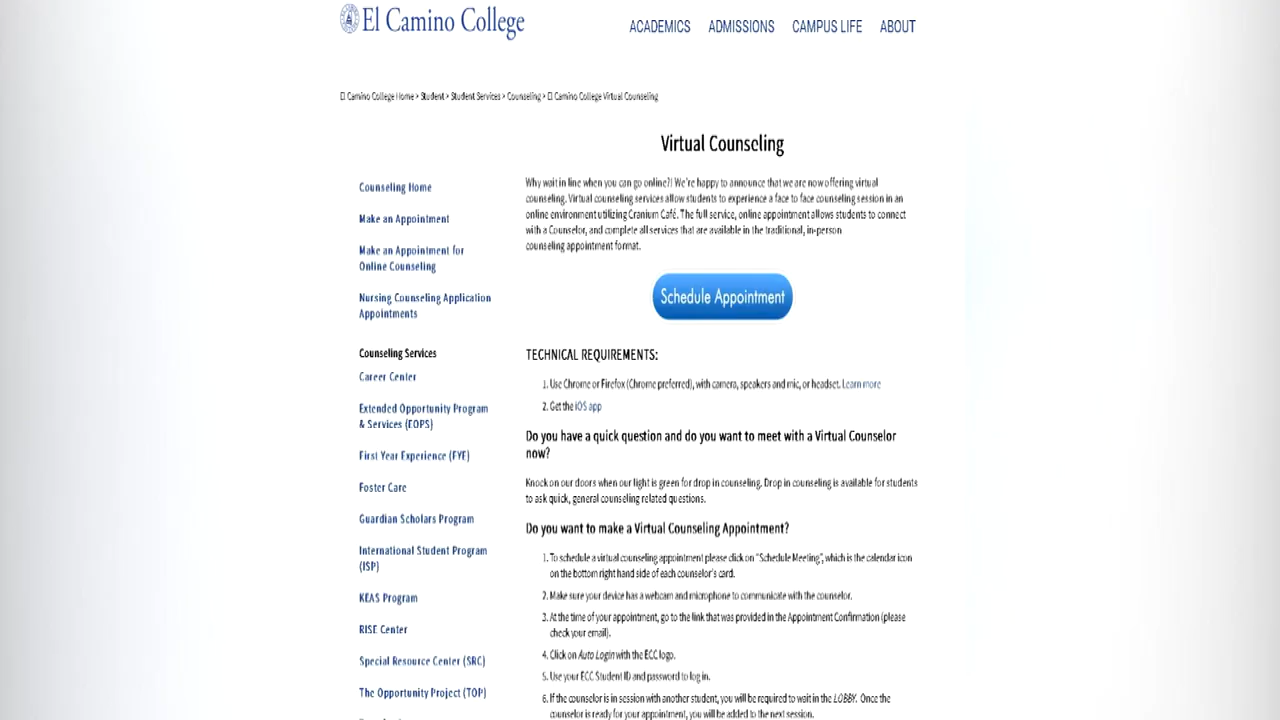 El Camino College
ACADEMICS ADMISSIONS CAMPUS LIFE ABOUT
El Camino College Home > Student > Student Services > Counseling > El Camino College Virtual Counseling
Virtual Counseling
Counseling Home
Make an Appointment
Make an Appointment for
Online Counseling
Nursing Counseling Application
Appointments
Counseling Services
Career Center
Extended Opportunity Program
& Services (EOPS)
First Year Experience (FYE)
Foster Care
Guardian Scholars Program
International Student Program
(ISP)
KEAS Program
RISE Center
Special Resource Center (SRC)
The Opportunity Project (TOP)
Why wait in line when you can go online?! We're happy to announce that we are now offering virtual
counseling. Virtual counseling services allow students to experience a face to face counseling session in an
online environment utilizing Cranium Café. The full service, online appointment allows students to connect
with a Counselor, and complete all services that are available in the traditional, in-person
counseling appointment format.
Schedule Appointment
TECHNICAL REQUIREMENTS:
1. Use Chrome or Firefox (Chrome preferred), with camera, speakers and mic, or headset. Learn more
2. Get the iOS app
Do you have a quick question and do you want to meet with a Virtual Counselor
now?
Knock on our doors when our light is green for drop in counseling. Drop in counseling is available for students
to ask quick, general counseling related questions.
Do you want to make a Virtual Counseling Appointment?
1. To schedule a virtual counseling appointment please click on "Schedule Meeting", which is the calendar icon
on the bottom right hand side of each counselor's card.
2. Make sure your device has a webcam and microphone to communicate with the counselor.
3. At the time of your appointment, go to the link that was provided in the Appointment Confirmation (please
check your email).
4. Click on Auto Login with the ECC logo.
5. Use your ECC Student ID and password to log in.
6. If the counselor is in session with another student, you will be required to wait in the LOBBY. Once the
counselor is ready for your appointment, you will be added to the next session.